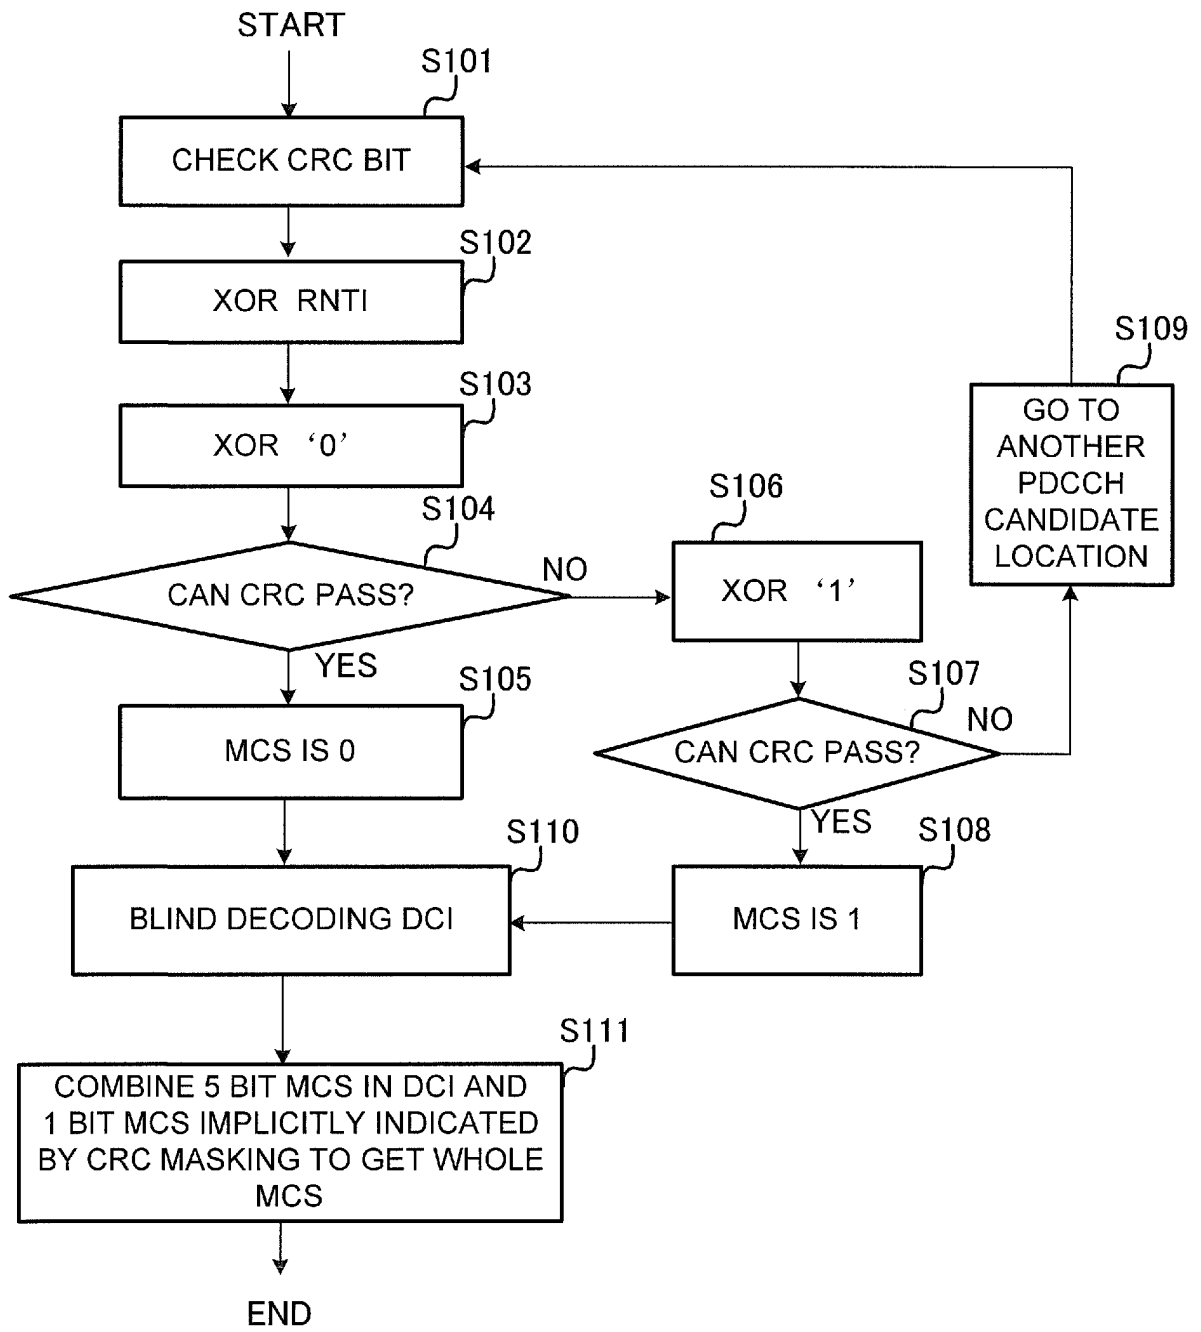 START
S101
CHECK CRC BIT
S102
XOR RNTI
S103
XOR ‘0’
S104
CAN CRC PASS?
NO
YES
S105
MCS IS 0
S106
XOR ‘1’
S107
CAN CRC PASS?
NO
YES
S108
MCS IS 1
S109
GO TO
ANOTHER
PDCCH
CANDIDATE
LOCATION
S110
BLIND DECODING DCI
S111
COMBINE 5 BIT MCS IN DCI AND
1 BIT MCS IMPLICITLY INDICATED
BY CRC MASKING TO GET WHOLE
MCS
END